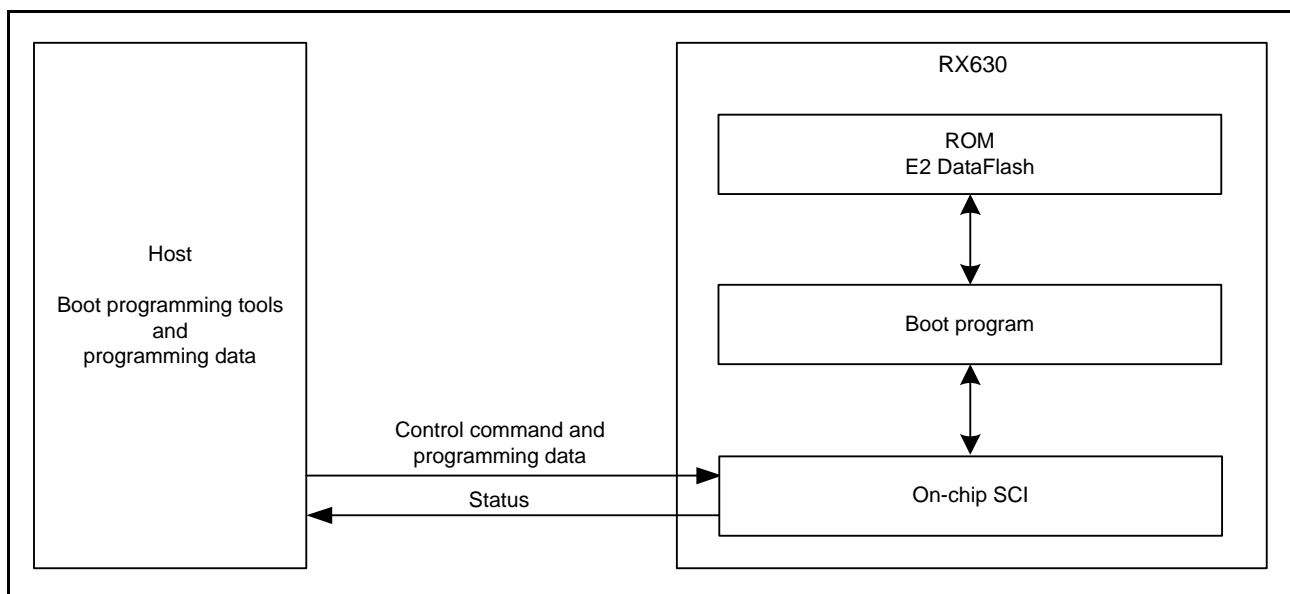 Host
Boot programming tools
and
programming data
Control command and
programming data
Status
RX630
ROM
E2 DataFlash
Boot program
On-chip SCI